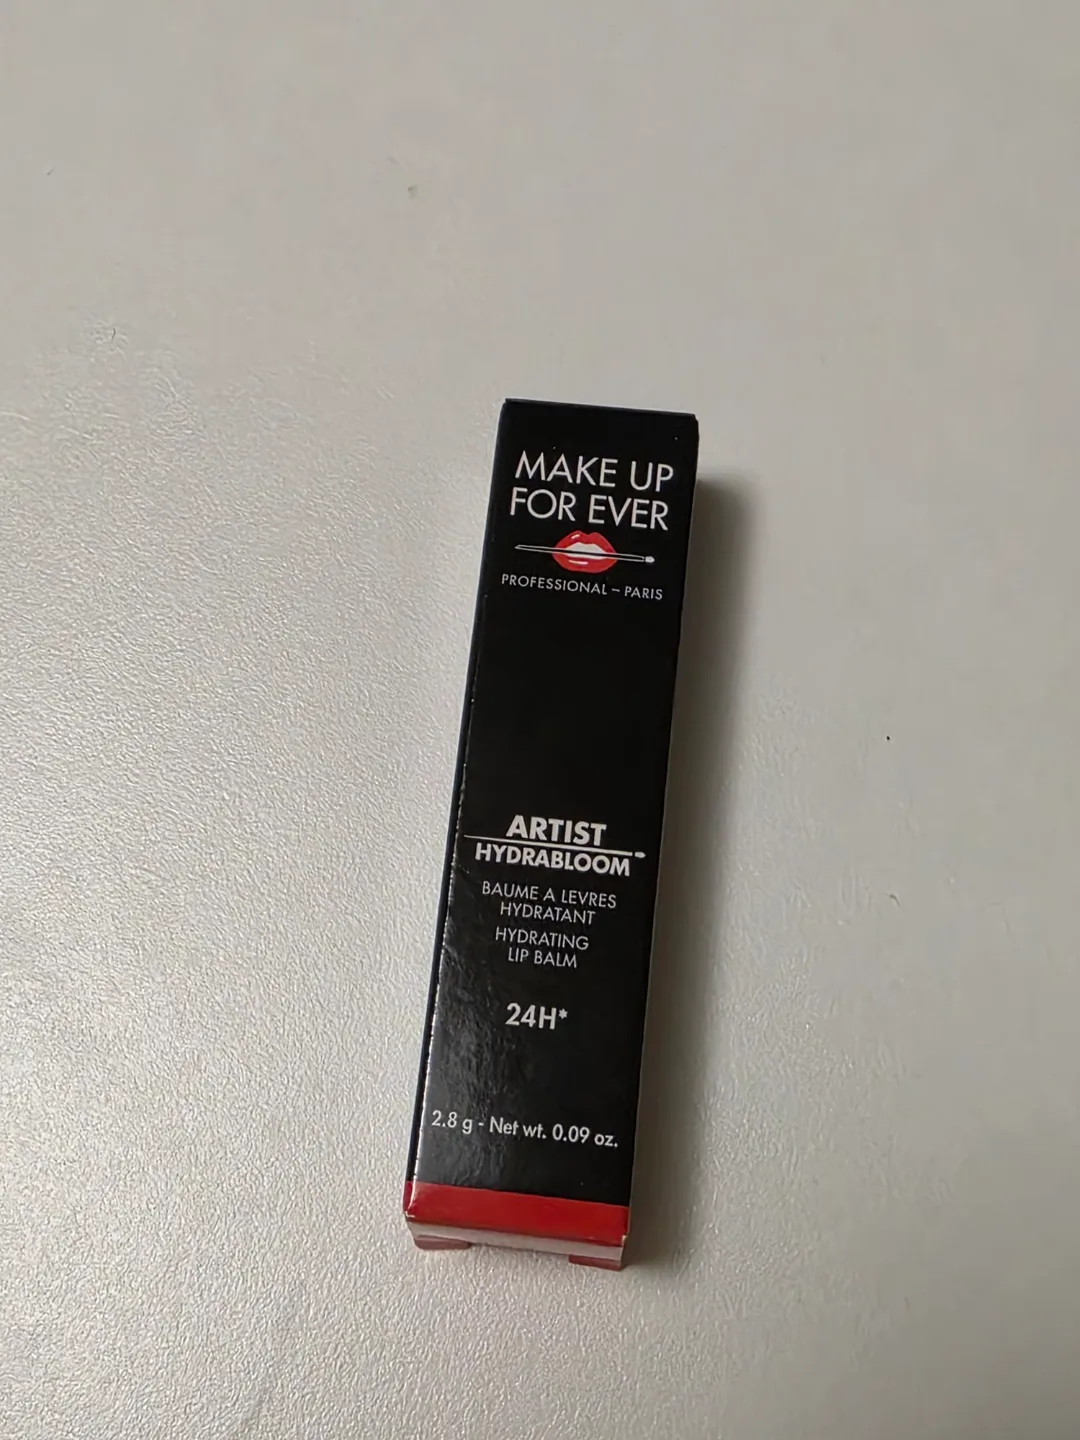 MAKE UP
FOR EVER
PROFESSIONAL – PARIS
ARTIST
HYDRABLOOM
BAUME A LEVRES
HYDRATANT
HYDRATING
LIP BALM
24H*
2.8 g - Net wt. 0.09 oz.